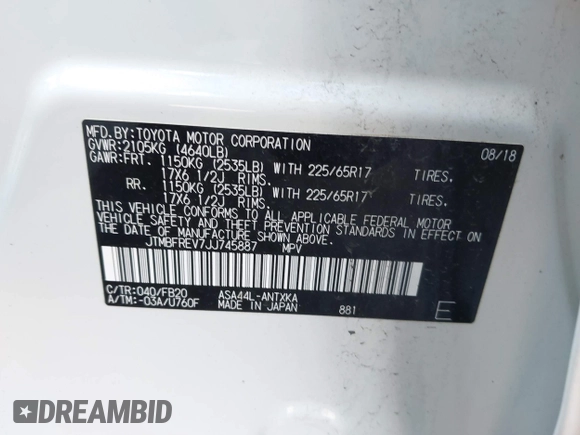 MFD.BY:TOYOTA MOTOR CORPORATION 08/18
GVWR:2105KG (4640LB)
GAWR:FRT. 1150KG (2535LB) WITH 225/65R17 TIRES.
17X6 1/2J RIMS.
RR. 1150KG (2535LB) WITH 225/65R17 TIRES.
17X6 1/2J RIMS.
THIS VEHICLE CONFORMS TO ALL APPLICABLE FEDERAL MOTOR
VEHICLE SAFETY AND THEFT PREVENTION STANDARDS IN EFFECT ON
THE DATE OF MANUFACTURE SHOWN ABOVE.
JTMBFREV7JJ745887 MPV
C/TR:040/FB20 ASA44L-ANTXKA
A/TM:-03A/U760F MADE IN JAPAN 881 E
DREAMBID